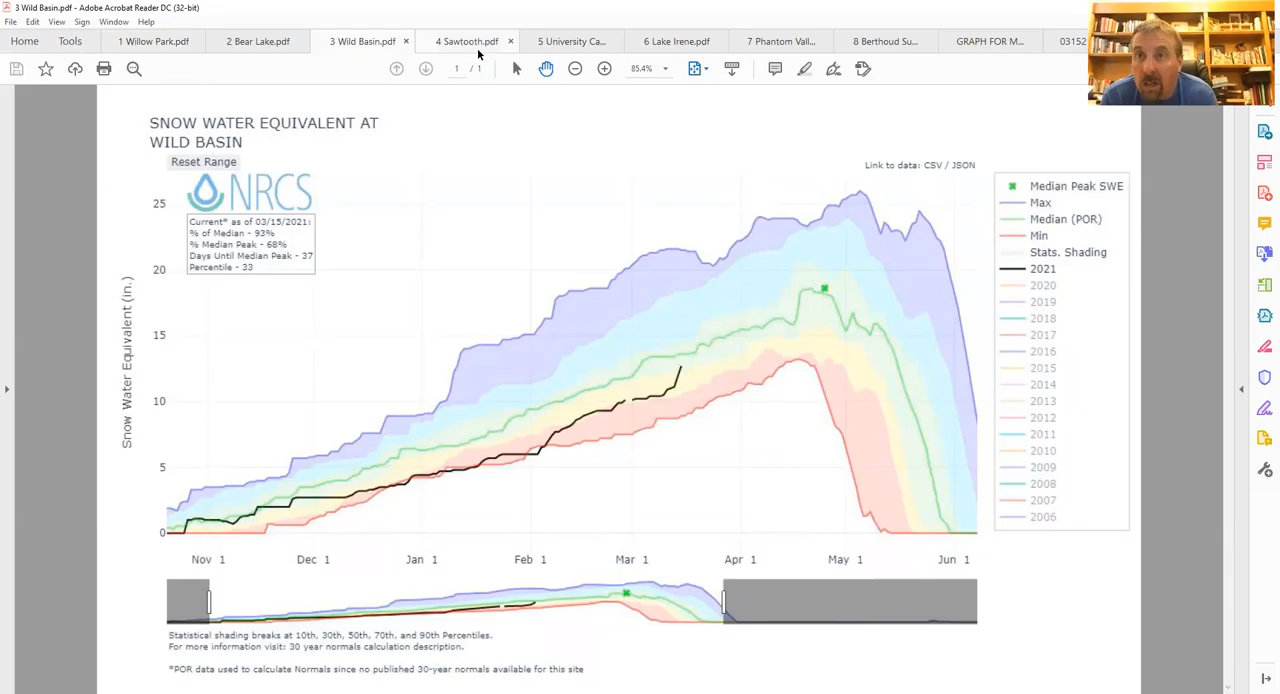 3 Wild Basin.pdf - Adobe Acrobat Reader DC (32-bit)
File Edit View Sign Window Help
Home Tools 1 Willow Park.pdf 2 Bear Lake.pdf 3 Wild Basin.pdf × 4 Sawtooth.pdf × 5 University Ca... 6 Lake Irene.pdf 7 Phantom Vall... 8 Berthoud Su... GRAPH FOR M... 03152
1 / 1 85.4%
SNOW WATER EQUIVALENT AT
WILD BASIN
Reset Range
Link to data: CSV / JSON
NRCS
Current* as of 03/15/2021:
% of Median - 93%
% Median Peak - 68%
Days Until Median Peak - 37
Percentile - 33
Snow Water Equivalent (in.)
25
20
15
10
5
0
Nov 1 Dec 1 Jan 1 Feb 1 Mar 1 Apr 1 May 1 Jun 1
Median Peak SWE
Max
Median (POR)
Min
Stats. Shading
2021
2020
2019
2018
2017
2016
2015
2014
2013
2012
2011
2010
2009
2008
2007
2006
Statistical shading breaks at 10th, 30th, 50th, 70th, and 90th Percentiles.
For more information visit: 30 year normals calculation description.
*POR data used to calculate Normals since no published 30-year normals available for this site